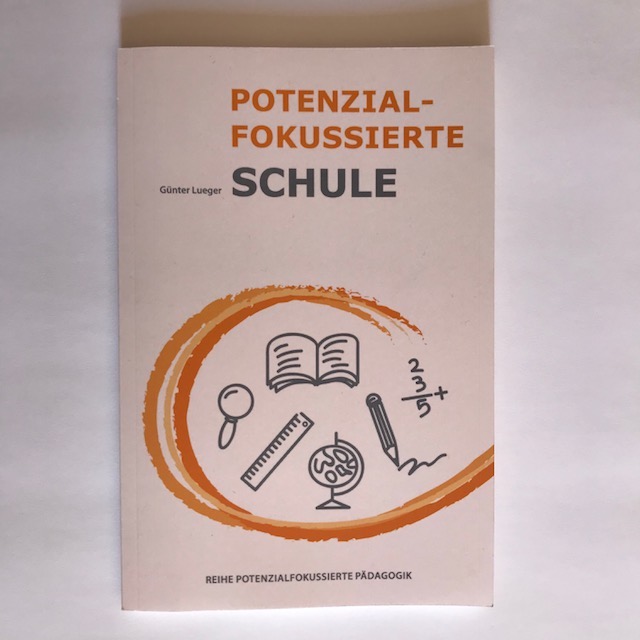 POTENZIAL-
FOKUSSIERTE
Günter Lueger SCHULE
2
3+
5
REIHE POTENZIALFOKUSSIERTE PÄDAGOGIK